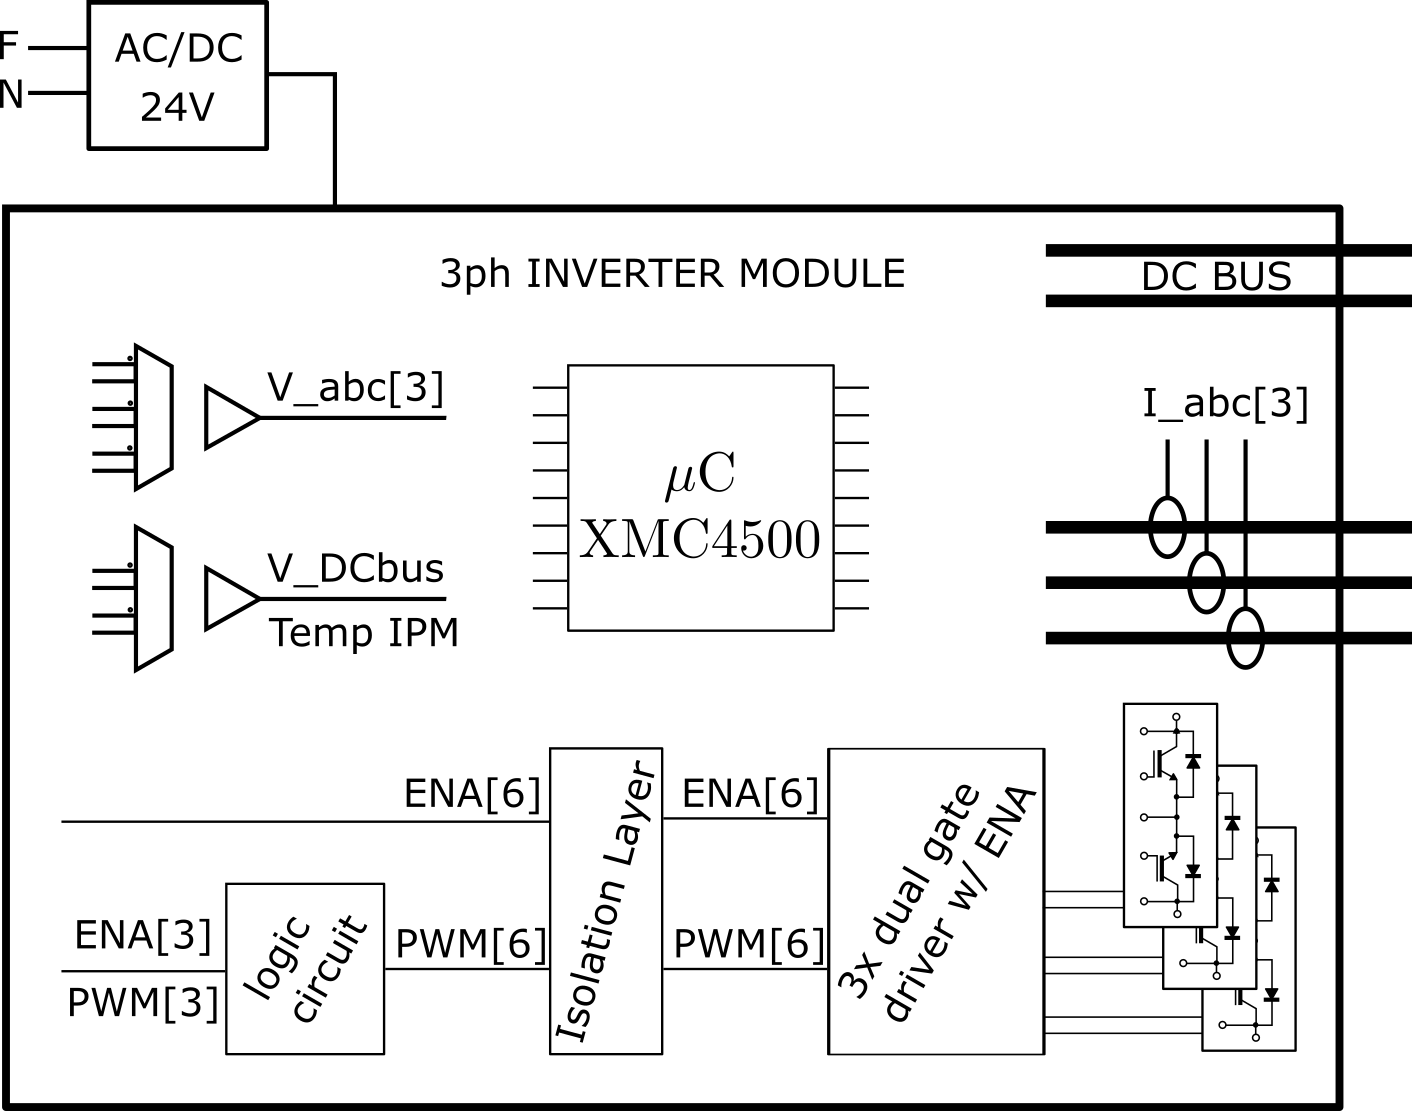 F
N
AC/DC
24V
3ph INVERTER MODULE
DC BUS
V_abc[3]
I_abc[3]
μC
XMC4500
V_DCbus
Temp IPM
ENA[6]
ENA[6]
Isolation Layer
3x dual gate
driver w/ ENA
ENA[3]
PWM[3]
logic
circuit
PWM[6]
PWM[6]